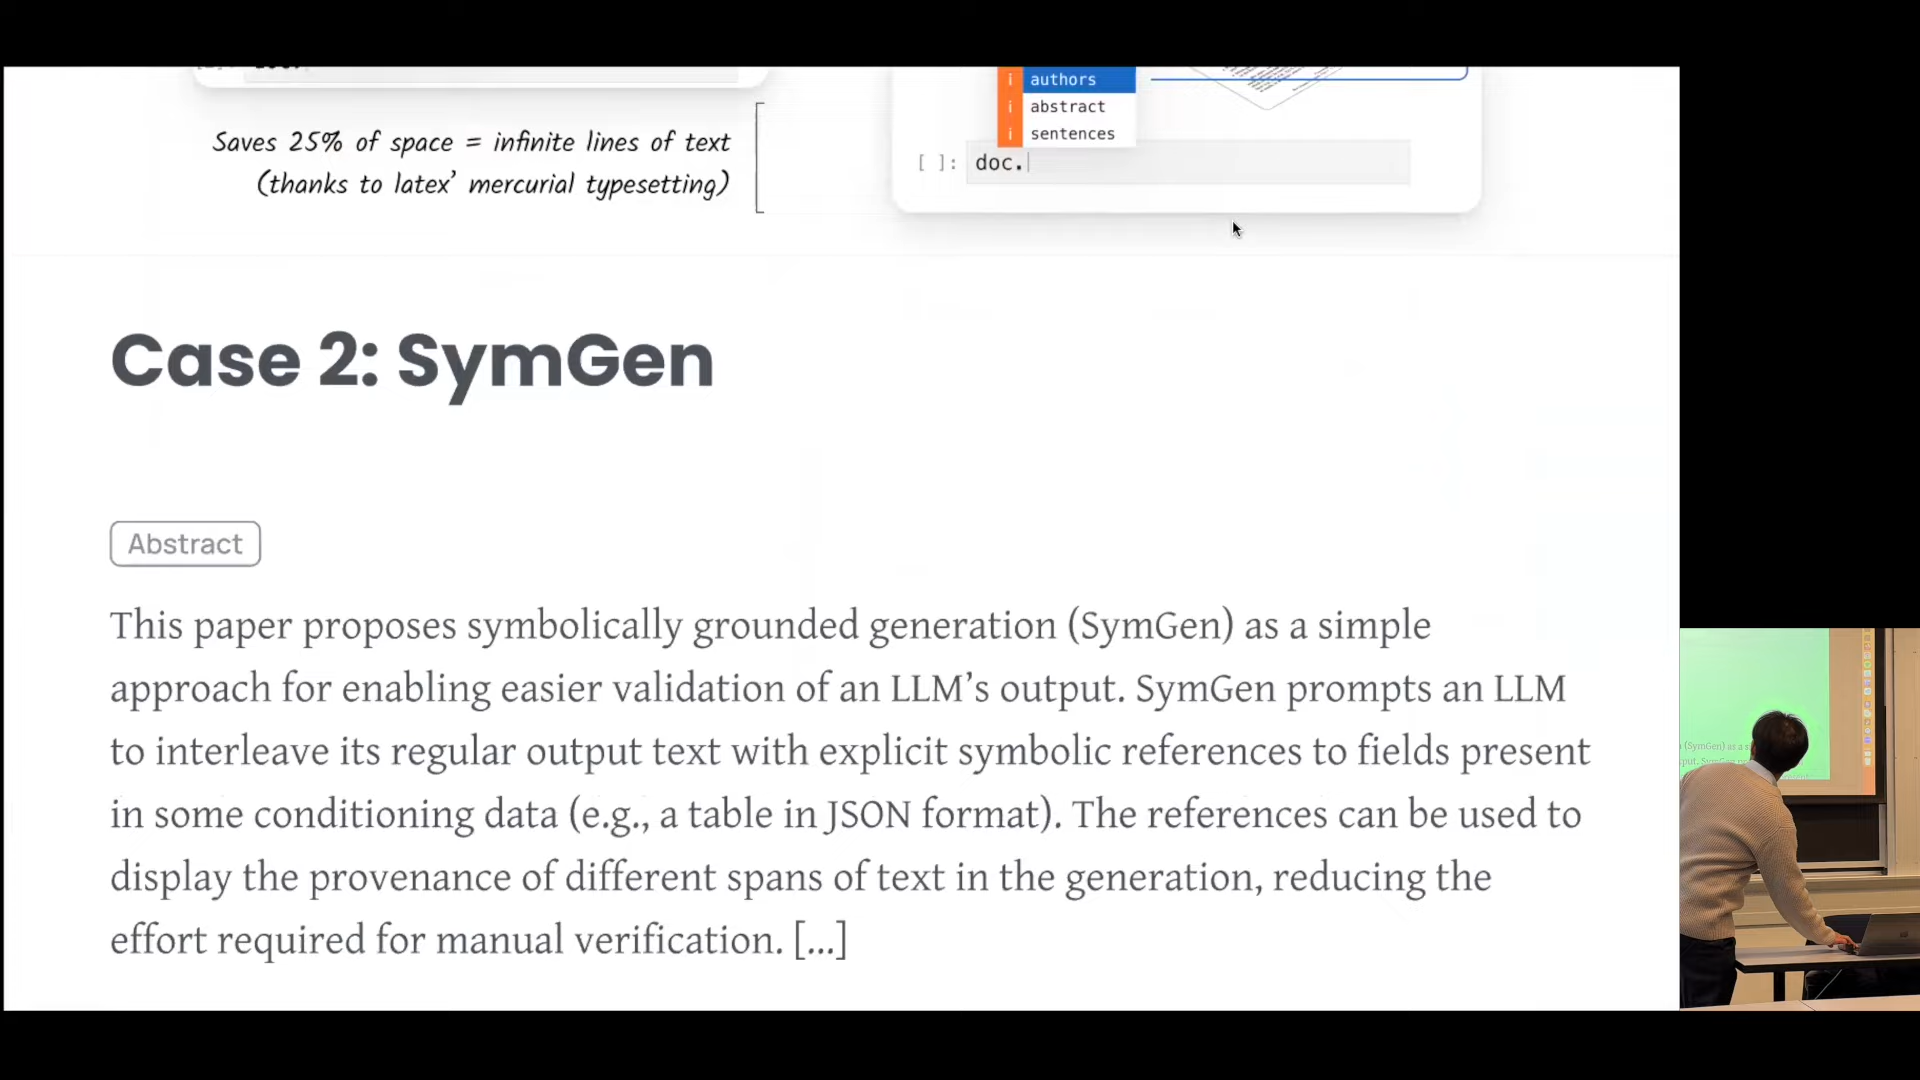 authors
abstract
sentences
[ ]: doc.
Saves 25% of space = infinite lines of text
(thanks to latex’ mercurial typesetting)
Case 2: SymGen
Abstract
This paper proposes symbolically grounded generation (SymGen) as a simple
approach for enabling easier validation of an LLM’s output. SymGen prompts an LLM
to interleave its regular output text with explicit symbolic references to fields present
in some conditioning data (e.g., a table in JSON format). The references can be used to
display the provenance of different spans of text in the generation, reducing the
effort required for manual verification. [...]
(SymGen) as a s